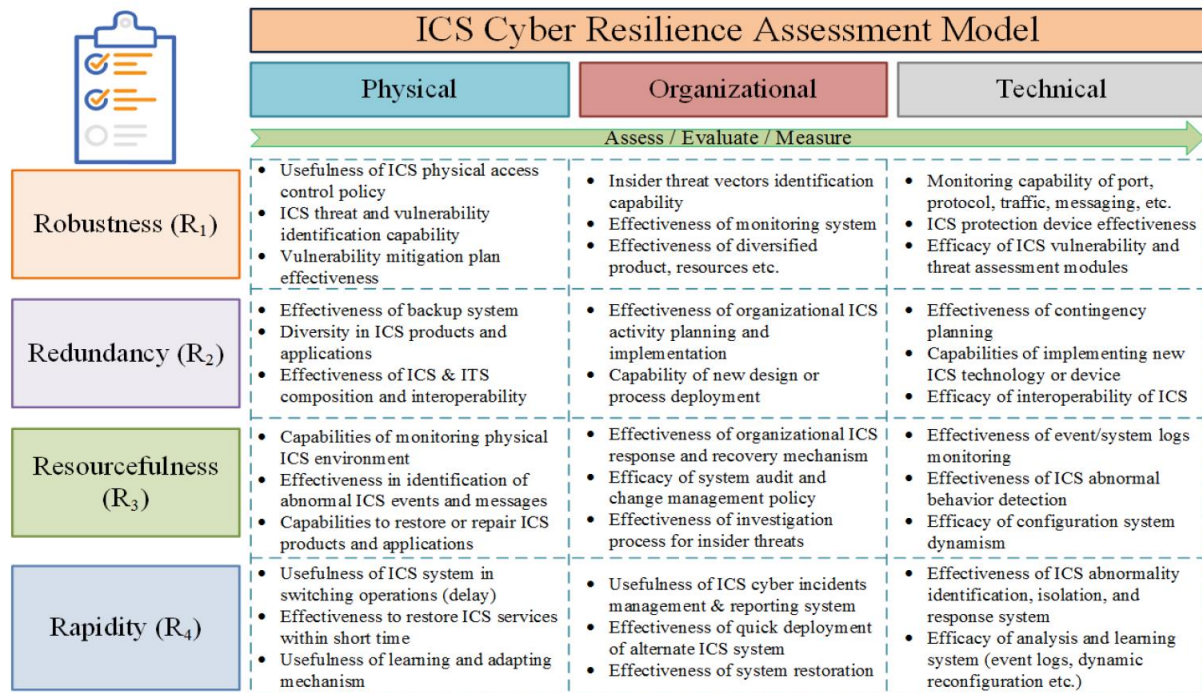 ICS Cyber Resilience Assessment Model
Physical
Organizational
Technical
Assess / Evaluate / Measure
Robustness (R₁)
• Usefulness of ICS physical access
control policy
• ICS threat and vulnerability
identification capability
• Vulnerability mitigation plan
effectiveness
• Insider threat vectors identification
capability
• Effectiveness of monitoring system
• Effectiveness of diversified
product, resources etc.
• Monitoring capability of port,
protocol, traffic, messaging, etc.
• ICS protection device effectiveness
• Efficacy of ICS vulnerability and
threat assessment modules
Redundancy (R₂)
• Effectiveness of backup system
• Diversity in ICS products and
applications
• Effectiveness of ICS & ITS
composition and interoperability
• Effectiveness of organizational ICS
activity planning and
implementation
• Capability of new design or
process deployment
• Effectiveness of contingency
planning
• Capabilities of implementing new
ICS technology or device
• Efficacy of interoperability of ICS
Resourcefulness
(R₃)
• Capabilities of monitoring physical
ICS environment
• Effectiveness in identification of
abnormal ICS events and messages
• Capabilities to restore or repair ICS
products and applications
• Effectiveness of organizational ICS
response and recovery mechanism
• Efficacy of system audit and
change management policy
• Effectiveness of investigation
process for insider threats
• Effectiveness of event/system logs
monitoring
• Effectiveness of ICS abnormal
behavior detection
• Efficacy of configuration system
dynamism
Rapidity (R₄)
• Usefulness of ICS system in
switching operations (delay)
• Effectiveness to restore ICS services
within short time
• Usefulness of learning and adapting
mechanism
• Usefulness of ICS cyber incidents
management & reporting system
• Effectiveness of quick deployment
of alternate ICS system
• Effectiveness of system restoration
• Effectiveness of ICS abnormality
identification, isolation, and
response system
• Efficacy of analysis and learning
system (event logs, dynamic
reconfiguration etc.)